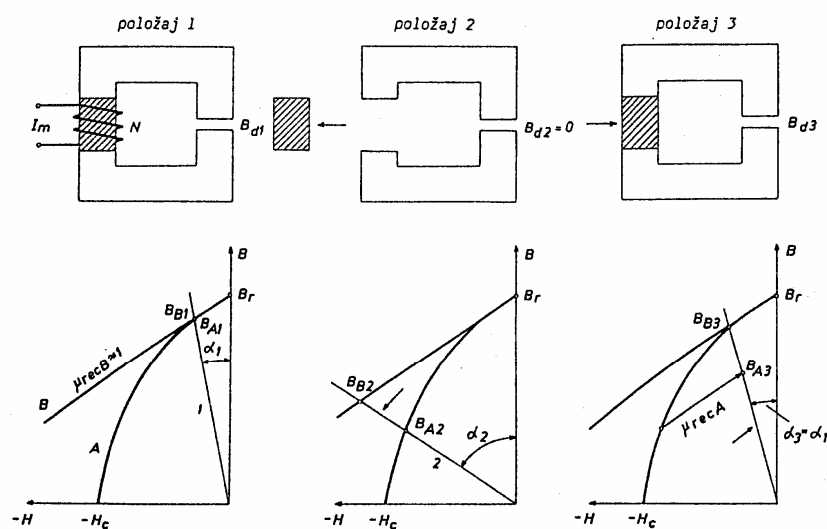 položaj 1
položaj 2
položaj 3
Im
N
Bd1
Bd2=0
Bd3
B
Br
BB1
BA1
α1
μrecB≈1
B
A
1
-H
-Hc
B
Br
BB2
BA2
α2
2
-H
-Hc
B
Br
BB3
BA3
μrecA
α3=α1
-H
-Hc